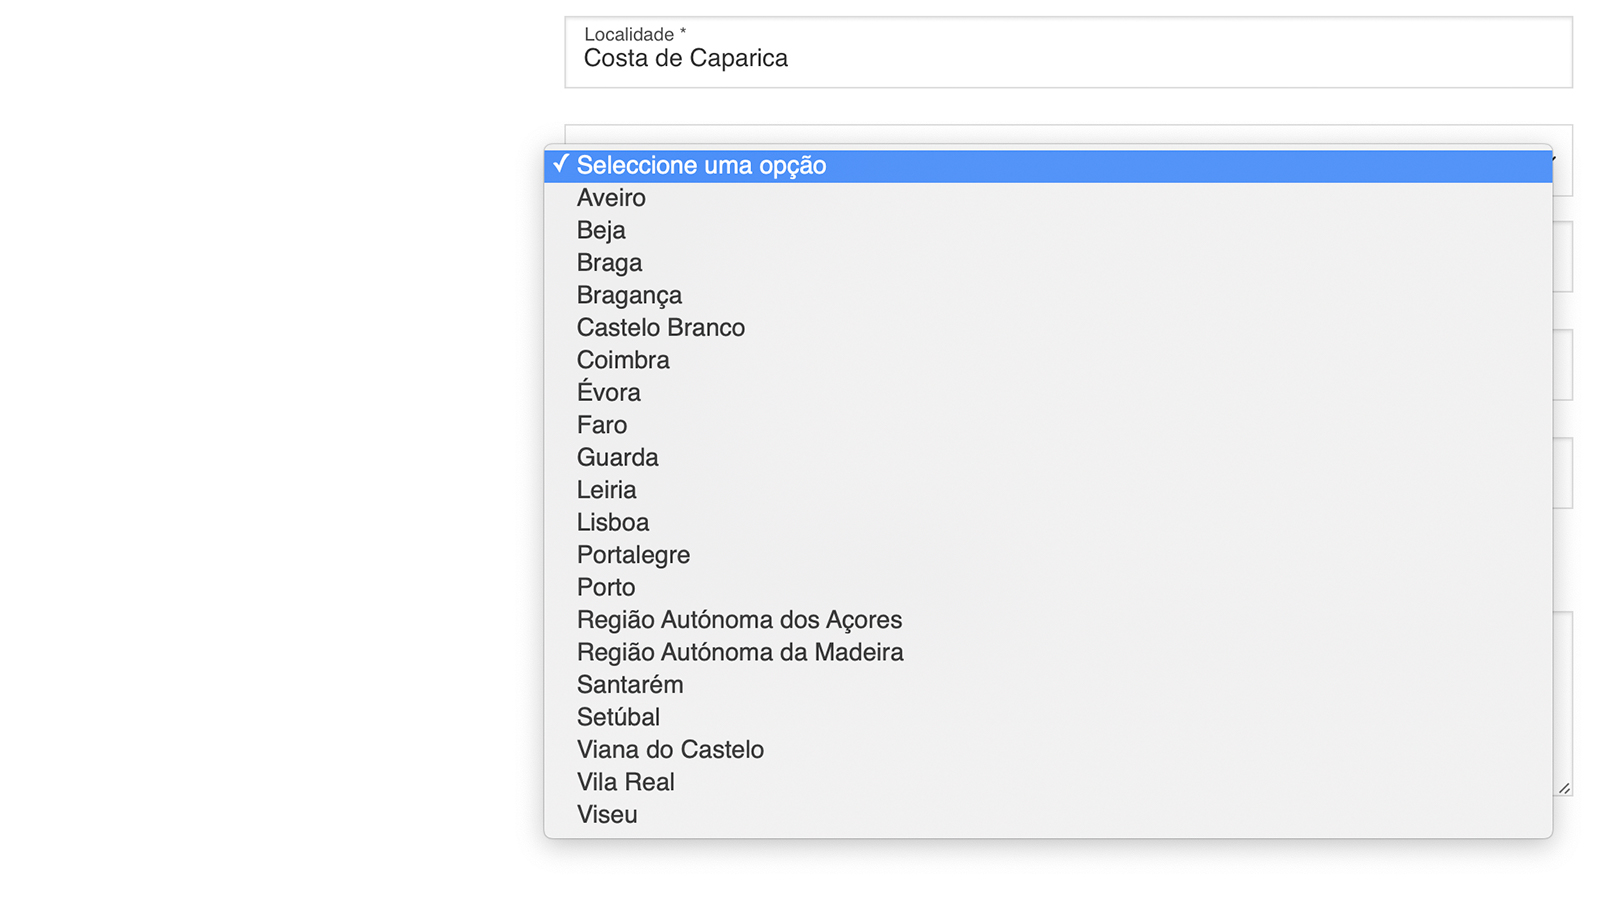 Localidade *
Costa de Caparica
✓ Seleccione uma opção
Aveiro
Beja
Braga
Bragança
Castelo Branco
Coimbra
Évora
Faro
Guarda
Leiria
Lisboa
Portalegre
Porto
Região Autónoma dos Açores
Região Autónoma da Madeira
Santarém
Setúbal
Viana do Castelo
Vila Real
Viseu